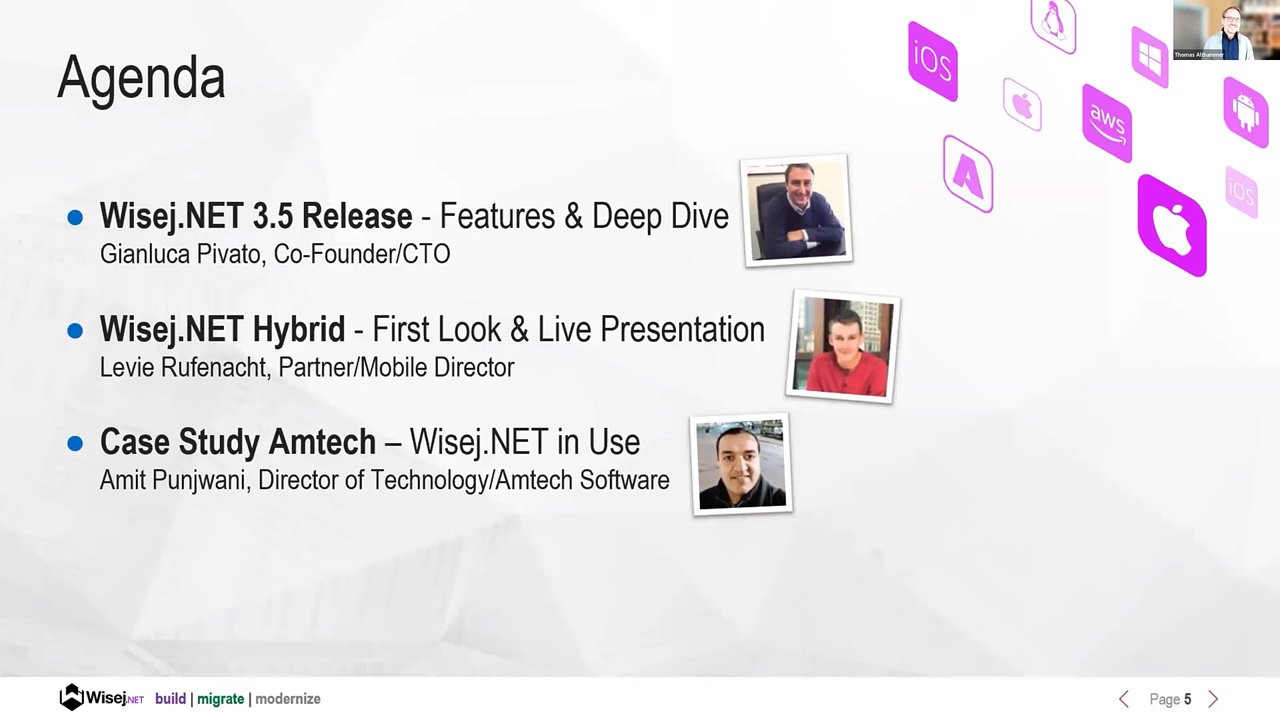 iOS
aws
iOS
Thomas Althammer
Agenda
Wisej.NET 3.5 Release - Features & Deep Dive
Gianluca Pivato, Co-Founder/CTO
Wisej.NET Hybrid - First Look & Live Presentation
Levie Rufenacht, Partner/Mobile Director
Case Study Amtech – Wisej.NET in Use
Amit Punjwani, Director of Technology/Amtech Software
Wisej.NET build | migrate | modernize
Page 5